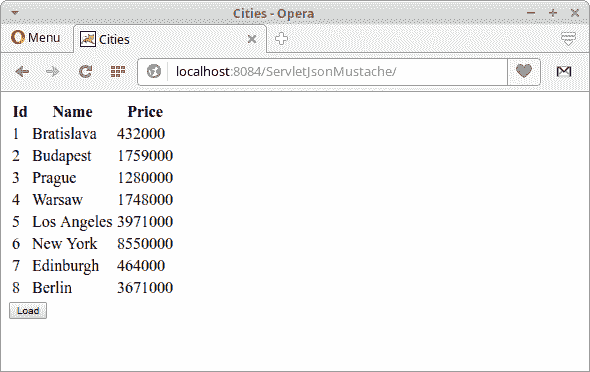 Cities - Opera
Menu
Cities
localhost:8084/ServletJsonMustache/
Id Name Price
1 Bratislava 432000
2 Budapest 1759000
3 Prague 1280000
4 Warsaw 1748000
5 Los Angeles 3971000
6 New York 8550000
7 Edinburgh 464000
8 Berlin 3671000
Load